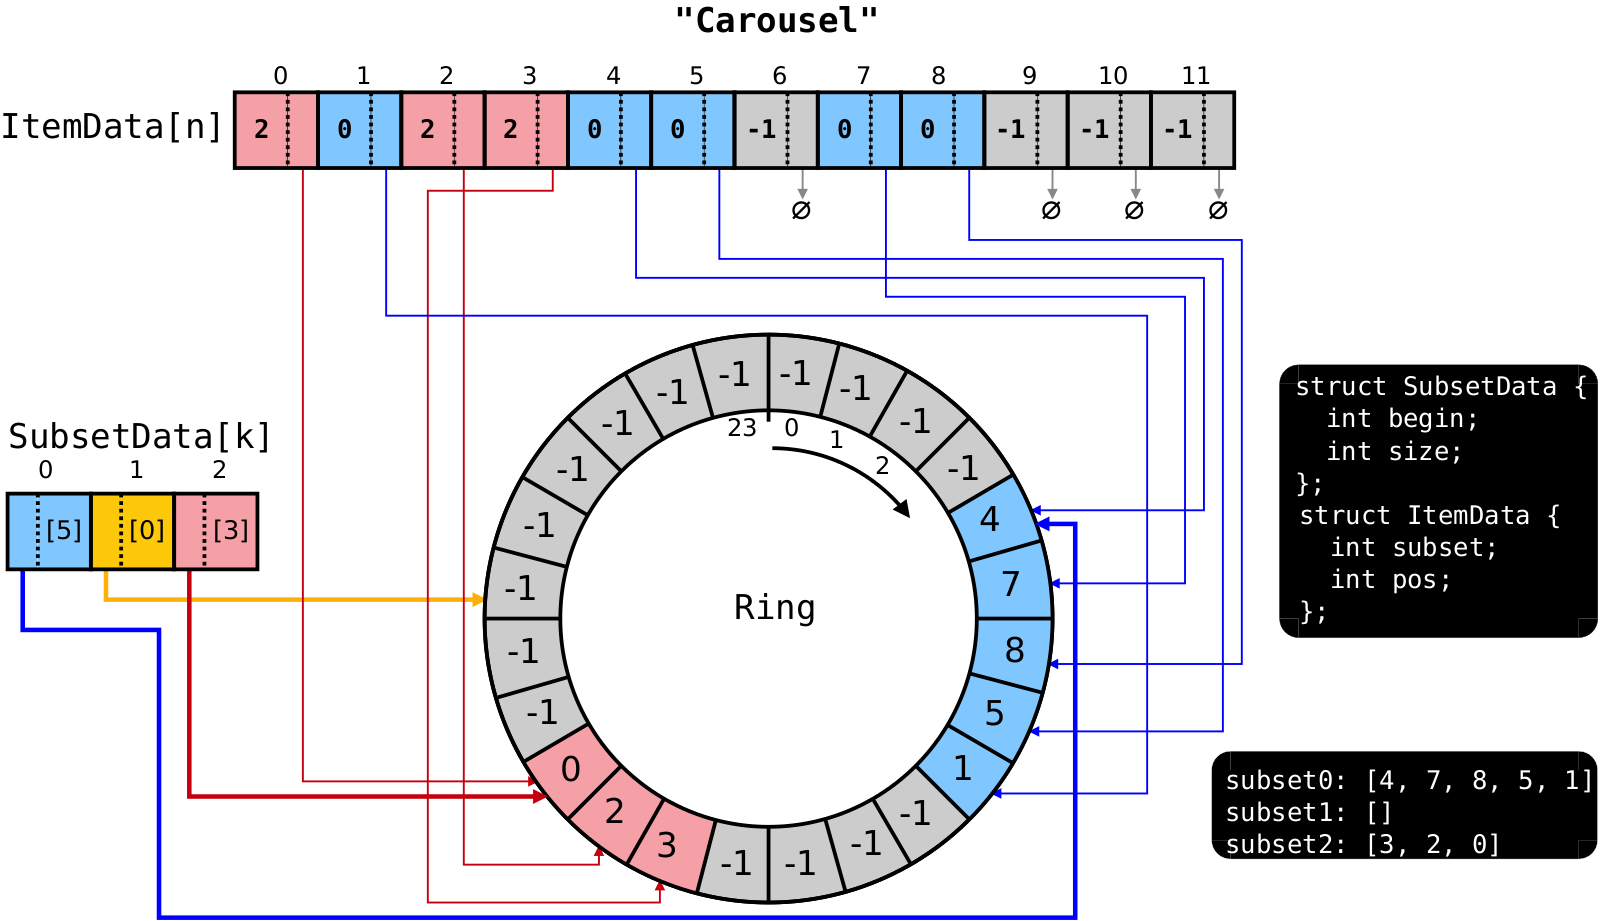 "Carousel"
0 1 2 3 4 5 6 7 8 9 10 11
ItemData[n] 2 0 2 2 0 0 -1 0 0 -1 -1 -1
∅ ∅ ∅ ∅
SubsetData[k]
0 1 2
[5] [0] [3]
-1 -1 -1 -1 4 7 8 5 1 -1 -1 -1 -1 3 2 0 -1 -1 -1 -1 -1 -1 -1 -1
23 0 1 2
Ring
struct SubsetData {
int begin;
int size;
};
struct ItemData {
int subset;
int pos;
};
subset0: [4, 7, 8, 5, 1]
subset1: []
subset2: [3, 2, 0]